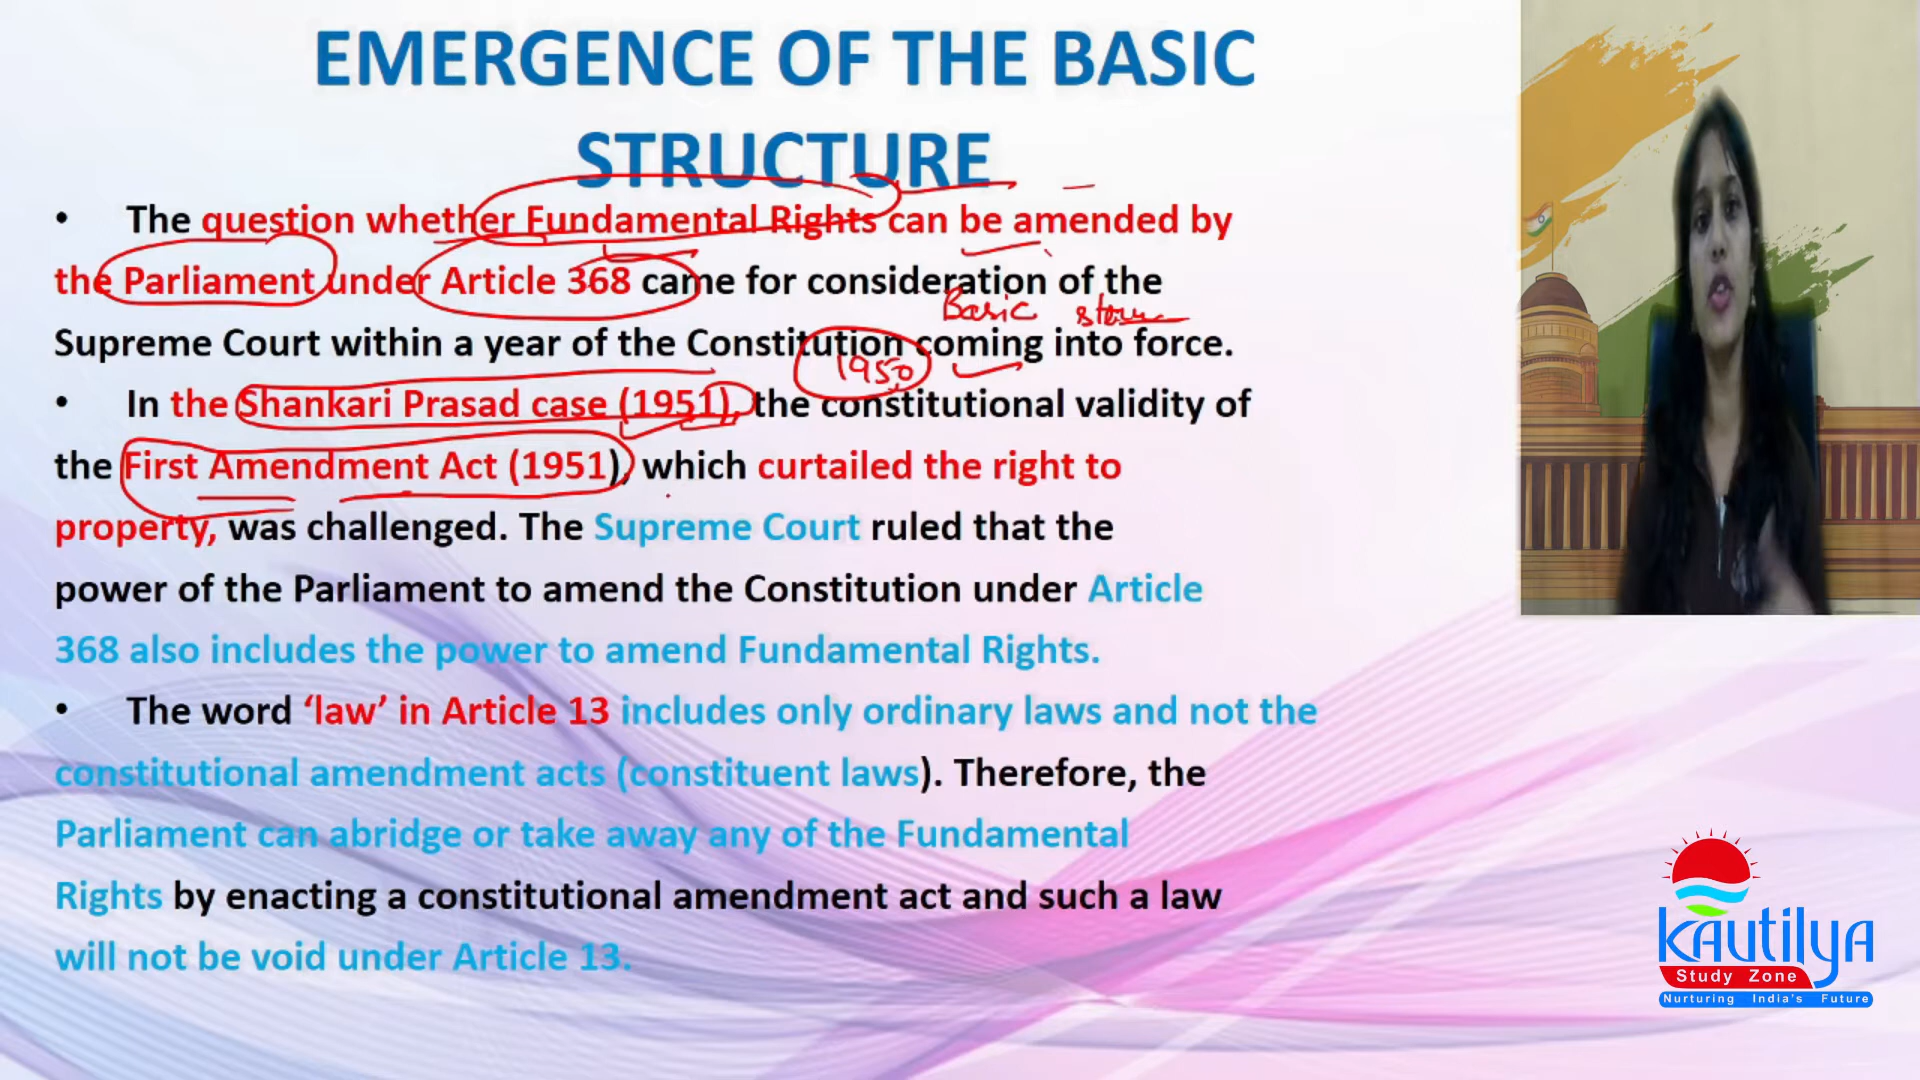 EMERGENCE OF THE BASIC
STRUCTURE
• The question whether Fundamental Rights can be amended by
the Parliament under Article 368 came for consideration of the
Basic
Supreme Court within a year of the Constitution coming into force.
1950
• In the Shankari Prasad case (1951), the constitutional validity of
the First Amendment Act (1951), which curtailed the right to
property, was challenged. The Supreme Court ruled that the
power of the Parliament to amend the Constitution under Article
368 also includes the power to amend Fundamental Rights.
• The word ‘law’ in Article 13 includes only ordinary laws and not the
constitutional amendment acts (constituent laws). Therefore, the
Parliament can abridge or take away any of the Fundamental
Rights by enacting a constitutional amendment act and such a law
will not be void under Article 13.
Kautilya
Study Zone
Nurturing India's Future